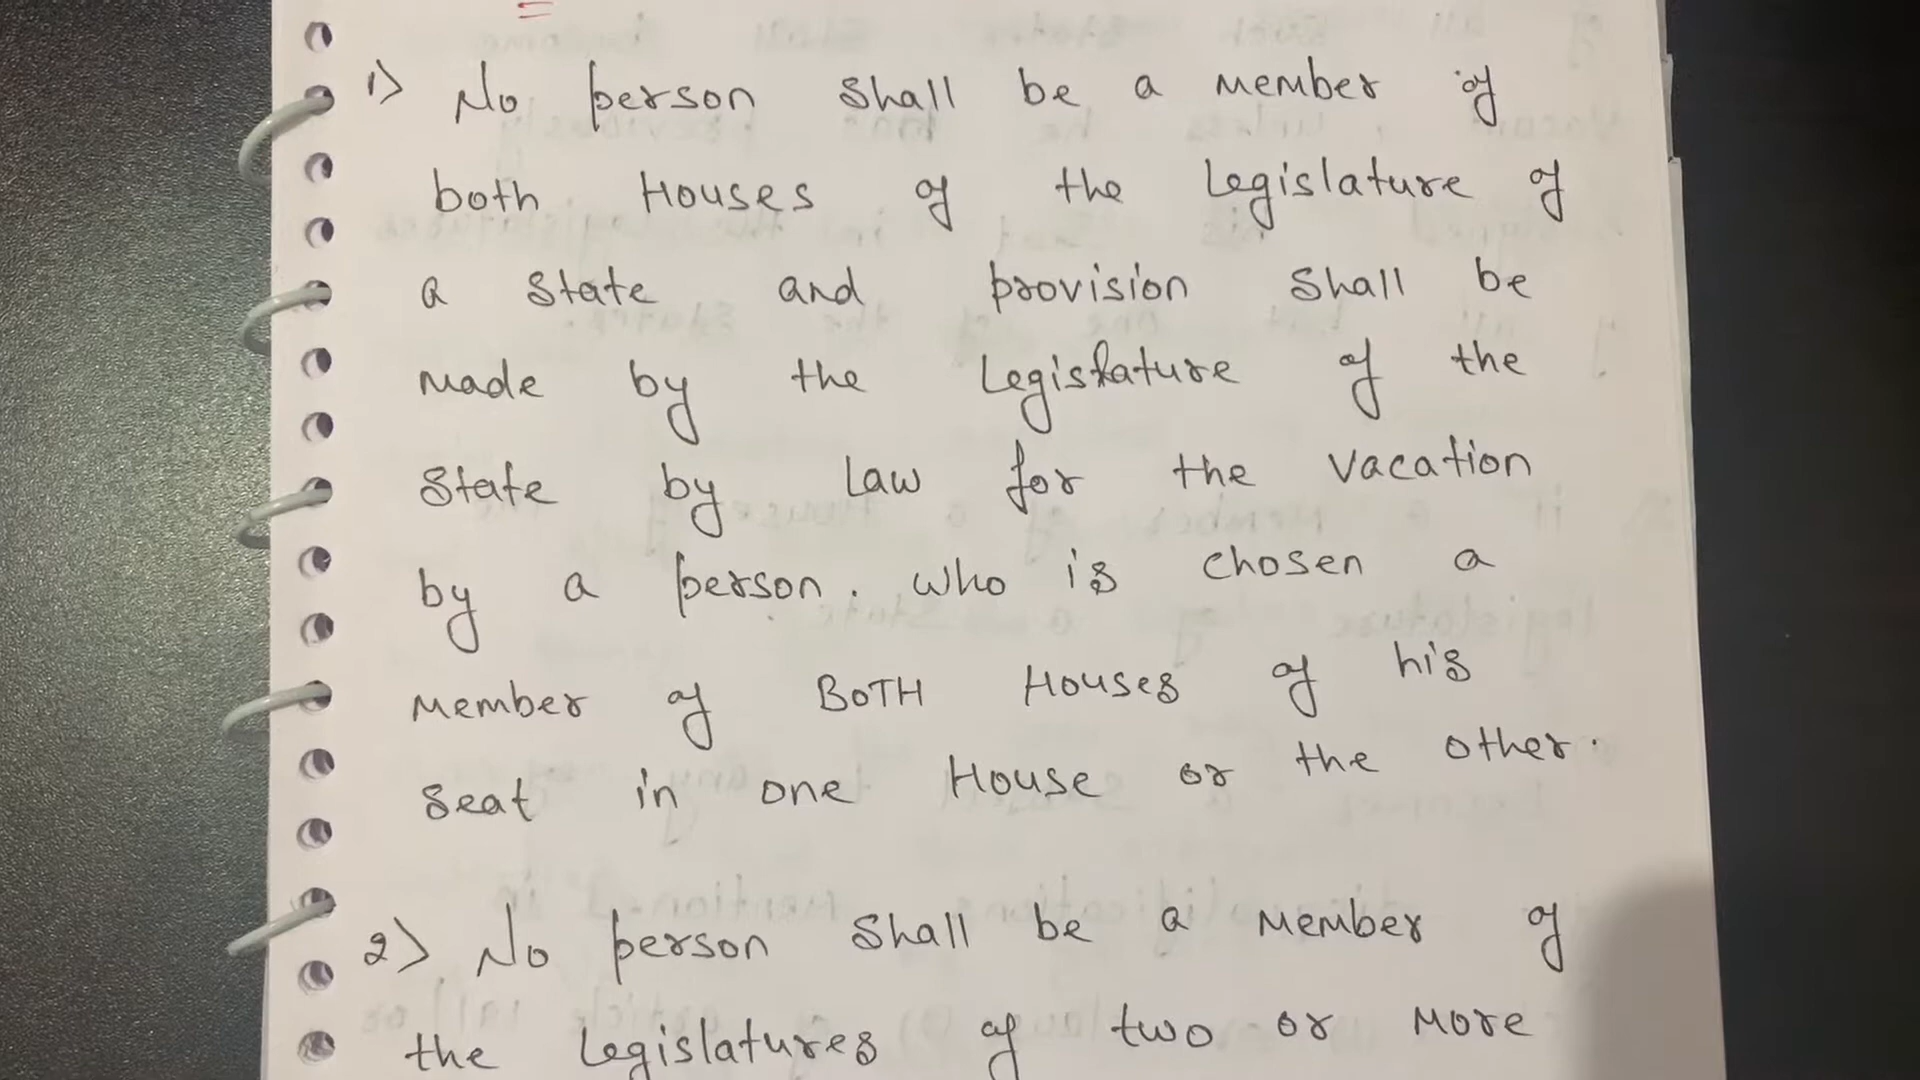 1) No person shall be a member of
both Houses of the Legislature of
a State and provision shall be
made by the Legislature of the
State by Law for the vacation
by a person. who is chosen a
member of BOTH Houses of his
seat in one House or the other.
2) No person shall be a member of
the Legislatures of two or more